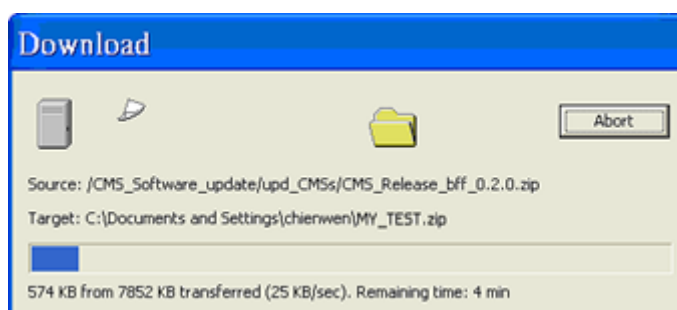 Download
Abort
Source: /CMS_Software_update/upd_CMSs/CMS_Release_bff_0.2.0.zip
Target: C:\Documents and Settings\chienwen\MY_TEST.zip
574 KB from 7852 KB transferred (25 KB/sec). Remaining time: 4 min